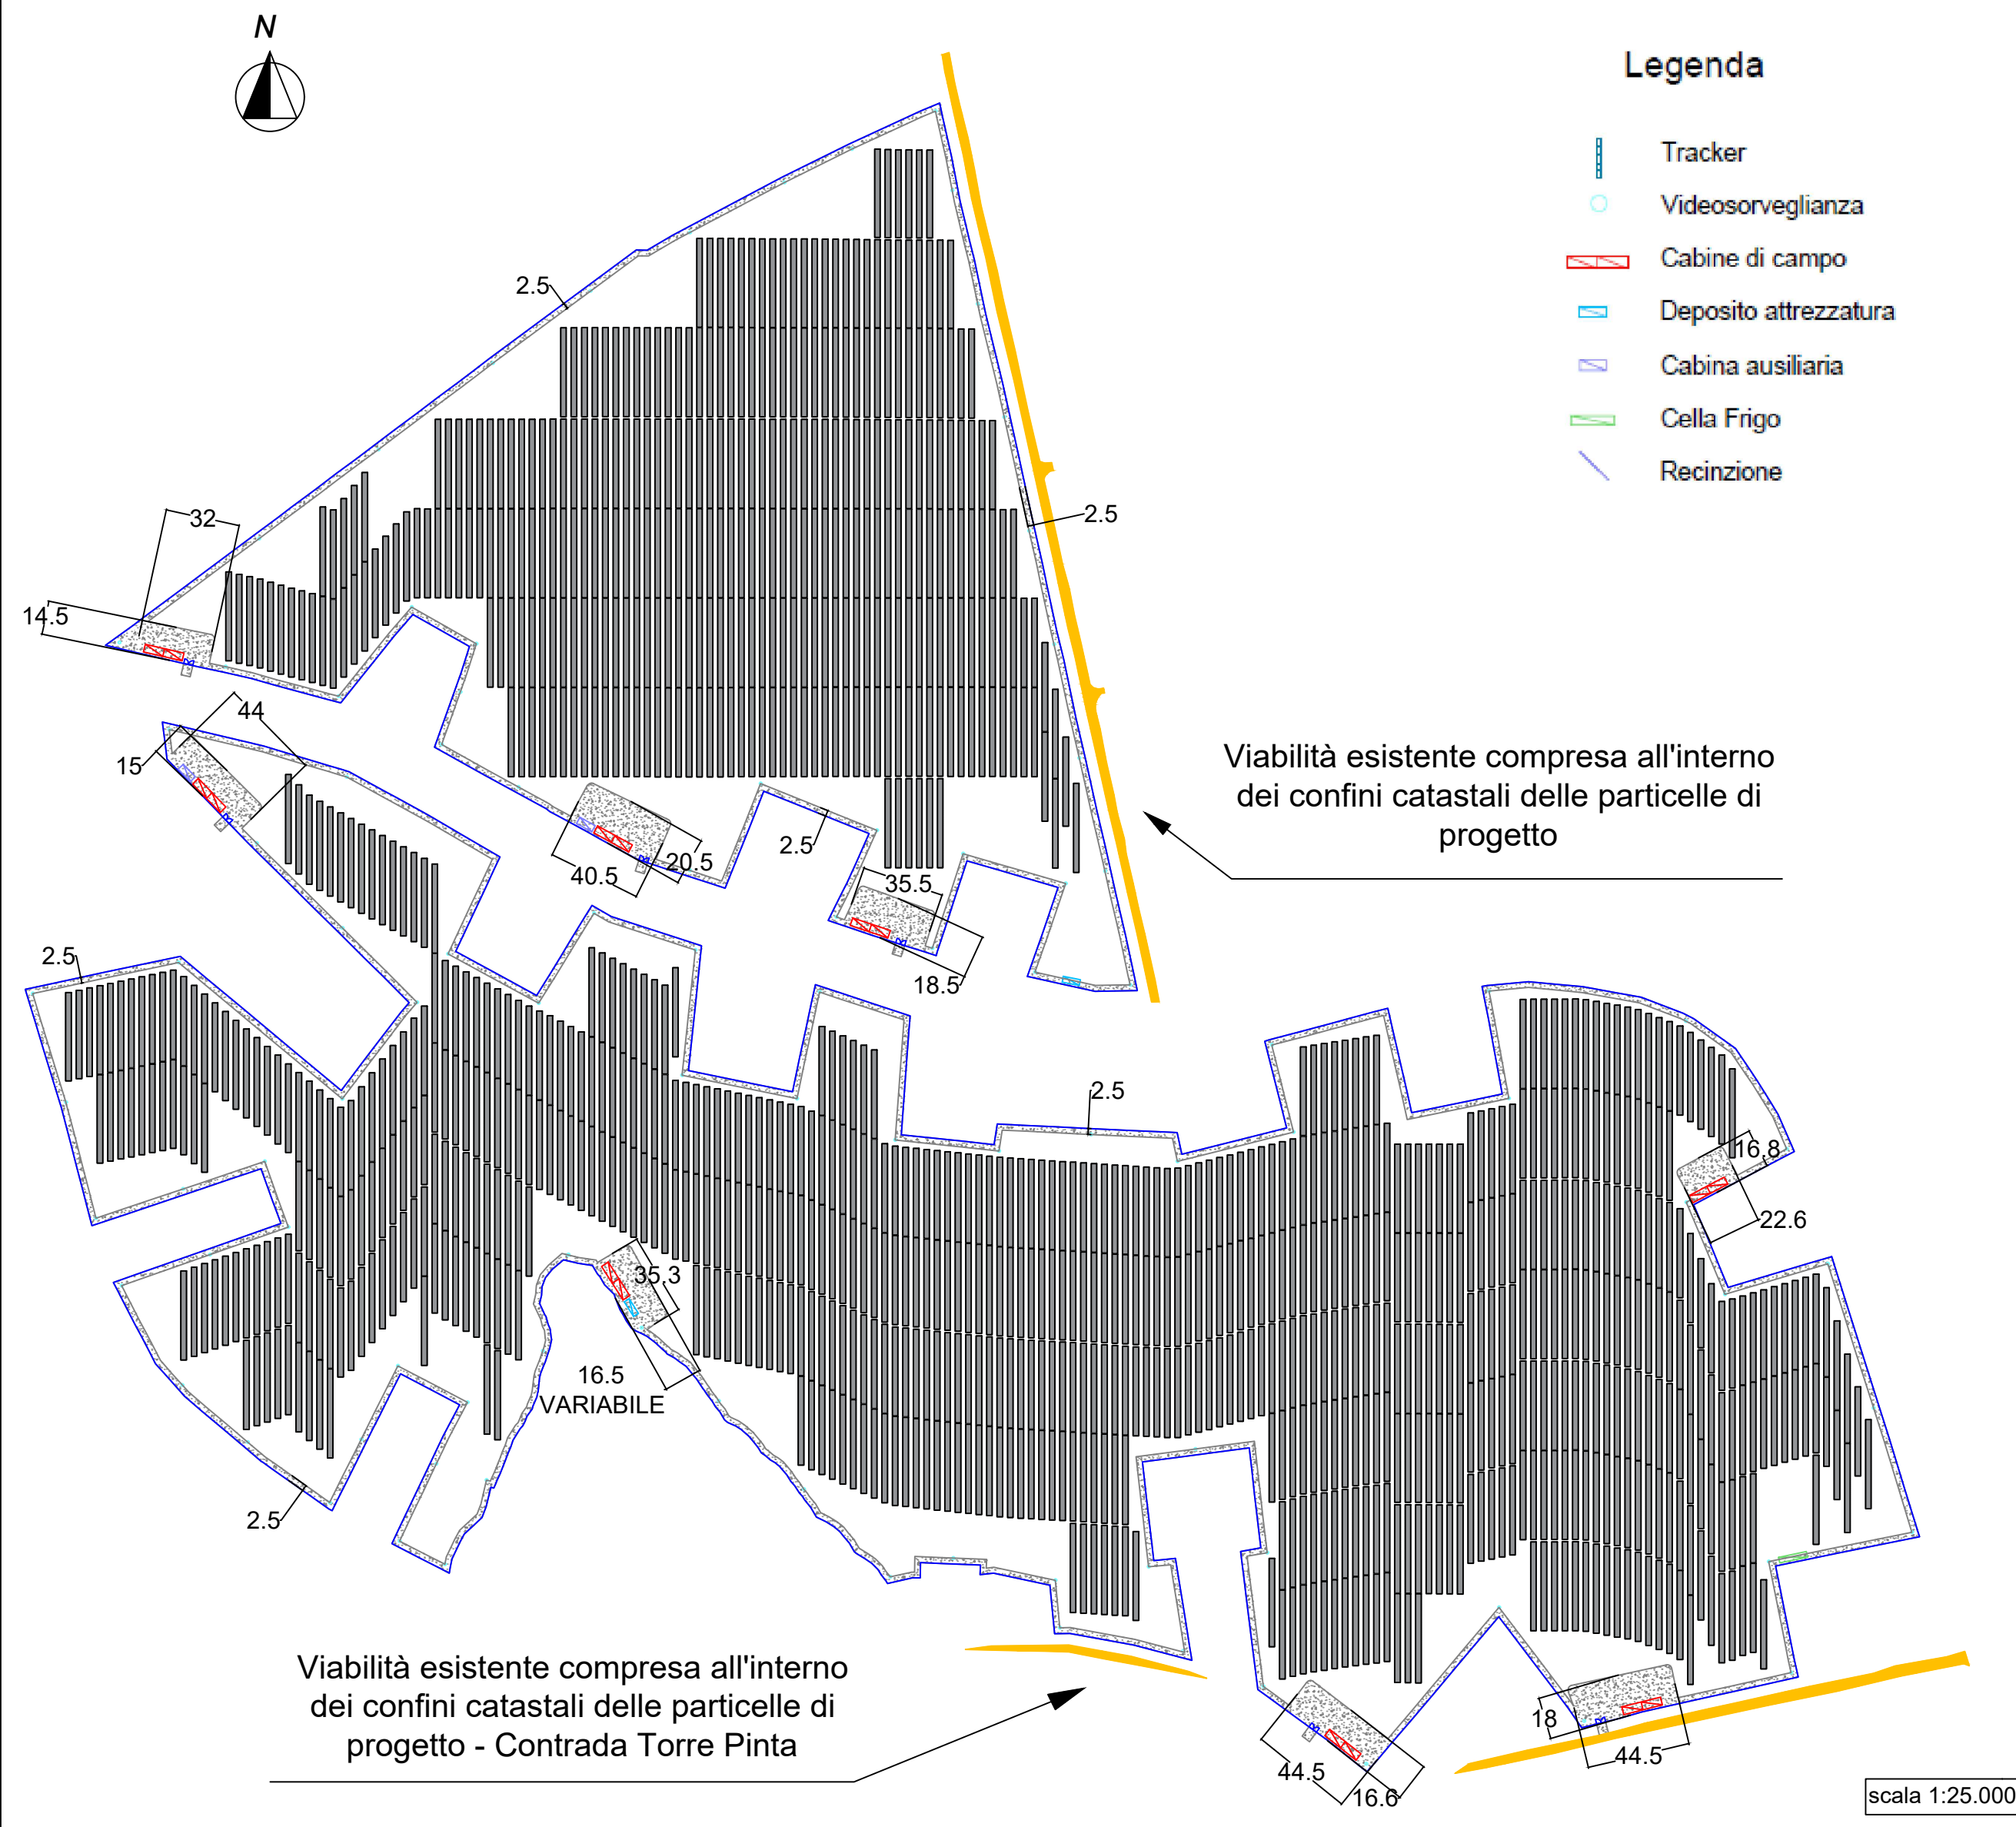 N
Legenda
Tracker
Videosorveglianza
Cabine di campo
Deposito attrezzatura
Cabina ausiliaria
Cella Frigo
Recinzione
2.5
32
2.5
14.5
44
15
Viabilità esistente compresa all'interno
dei confini catastali delle particelle di
progetto
2.5
20.5
40.5
35.5
2.5
18.5
2.5
16.8
22.6
35.3
16.5
VARIABILE
2.5
Viabilità esistente compresa all'interno
dei confini catastali delle particelle di
progetto - Contrada Torre Pinta
18
44.5
44.5
16.6
scala 1:25.000